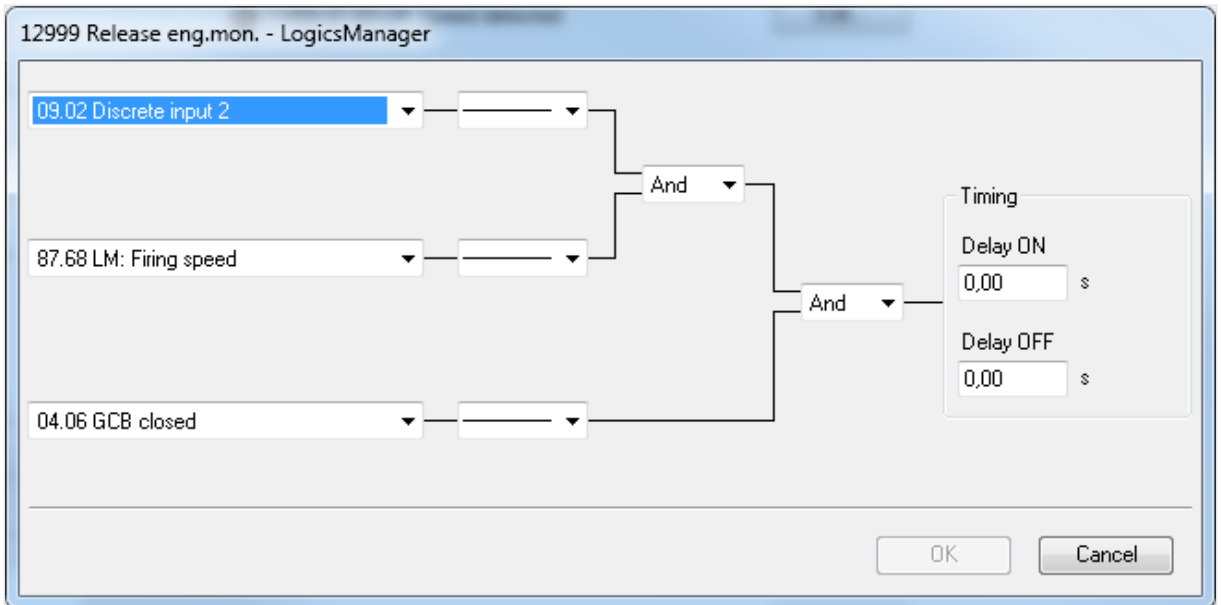 12999 Release eng.mon. - LogicsManager
09.02 Discrete input 2
And
Timing
Delay ON
87.68 LM: Firing speed
0,00 s
And
Delay OFF
0,00 s
04.06 GCB closed
OK
Cancel